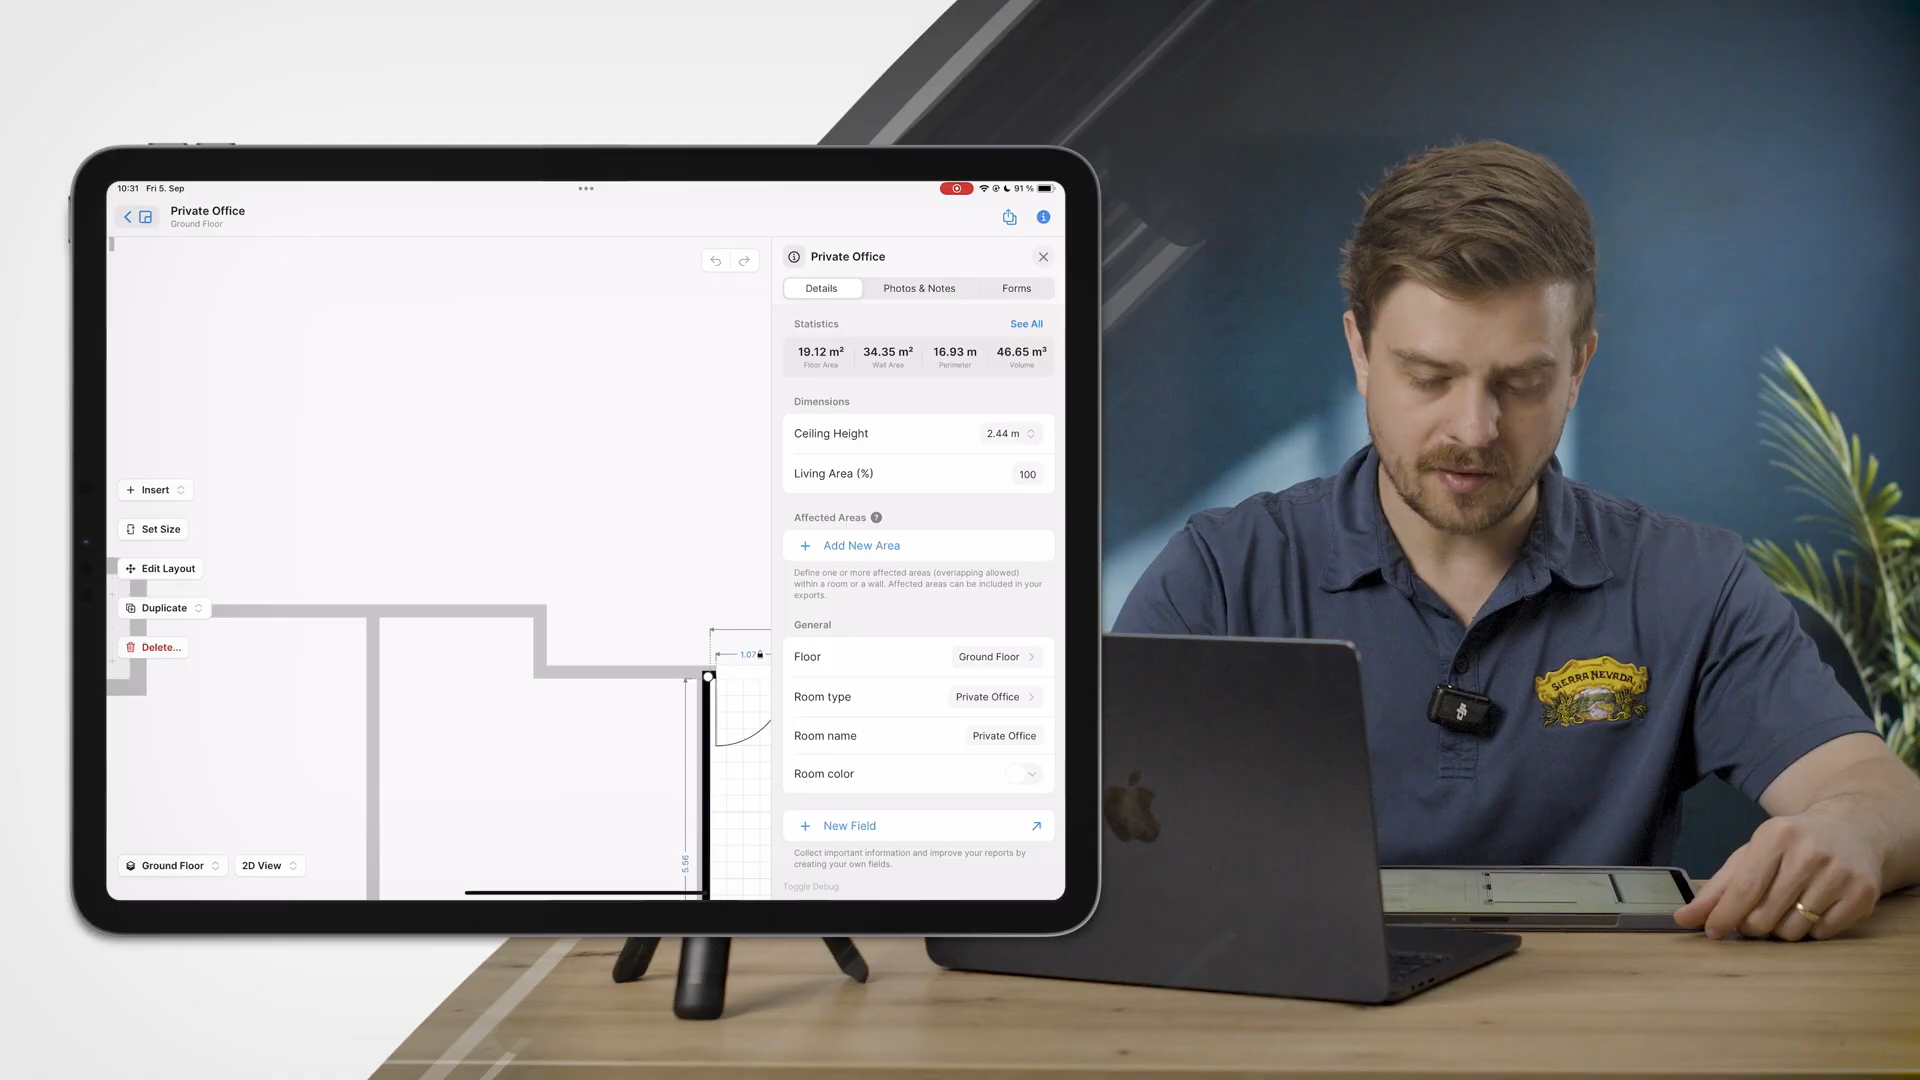 10:31 Fri 5. Sep
91 %
Private Office
Ground Floor
Private Office
Details
Photos & Notes
Forms
Statistics
See All
19.12 m²
34.35 m²
16.93 m
46.65 m³
Floor Area
Wall Area
Perimeter
Volume
Dimensions
Ceiling Height
2.44 m
Living Area (%)
100
Affected Areas ?
+ Add New Area
Define one or more affected areas (overlapping allowed)
within a room or a wall. Affected areas can be included in your
exports.
General
Floor
Ground Floor
Room type
Private Office
Room name
Private Office
Room color
+ New Field
Collect important information and improve your reports by
creating your own fields.
Toggle Debug
+ Insert
Set Size
Edit Layout
Duplicate
Delete...
1.07
5.56
Ground Floor
2D View
SIERRA NEVADA
dji